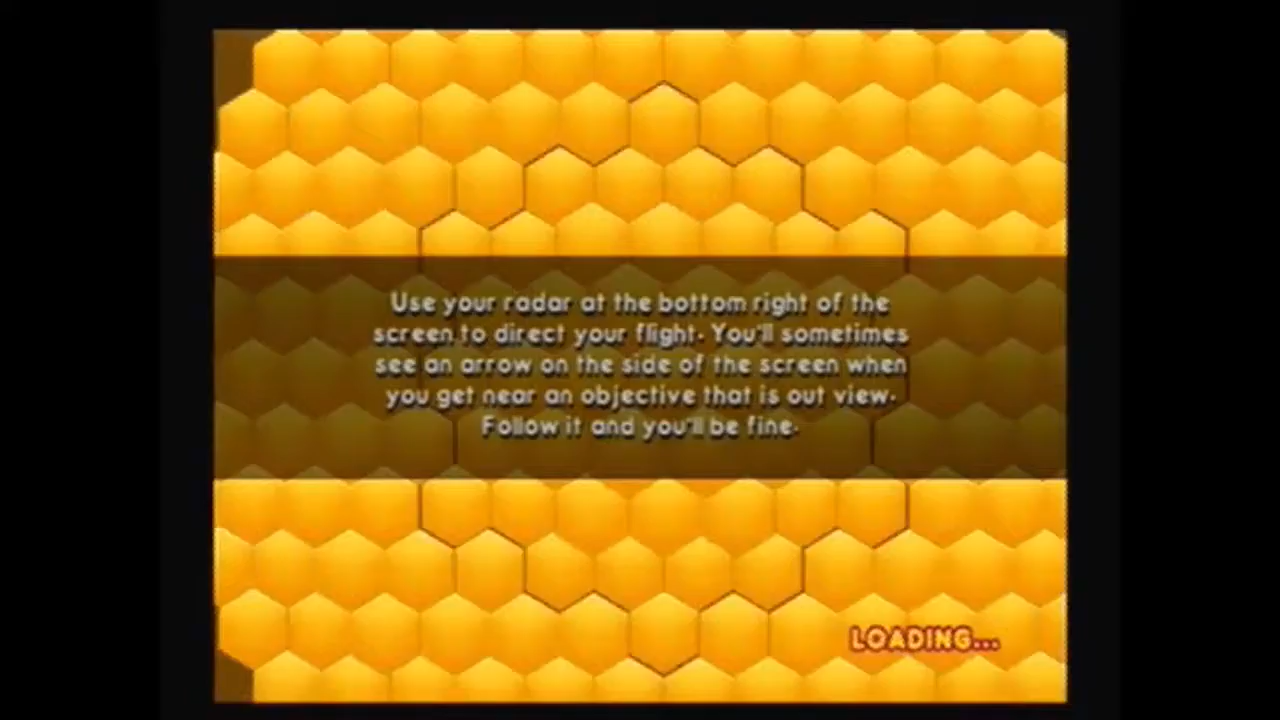 Use your radar at the bottom right of the
screen to direct your flight. You'll sometimes
see an arrow on the side of the screen when
you get near an objective that is out view.
Follow it and you'll be fine.
LOADING...